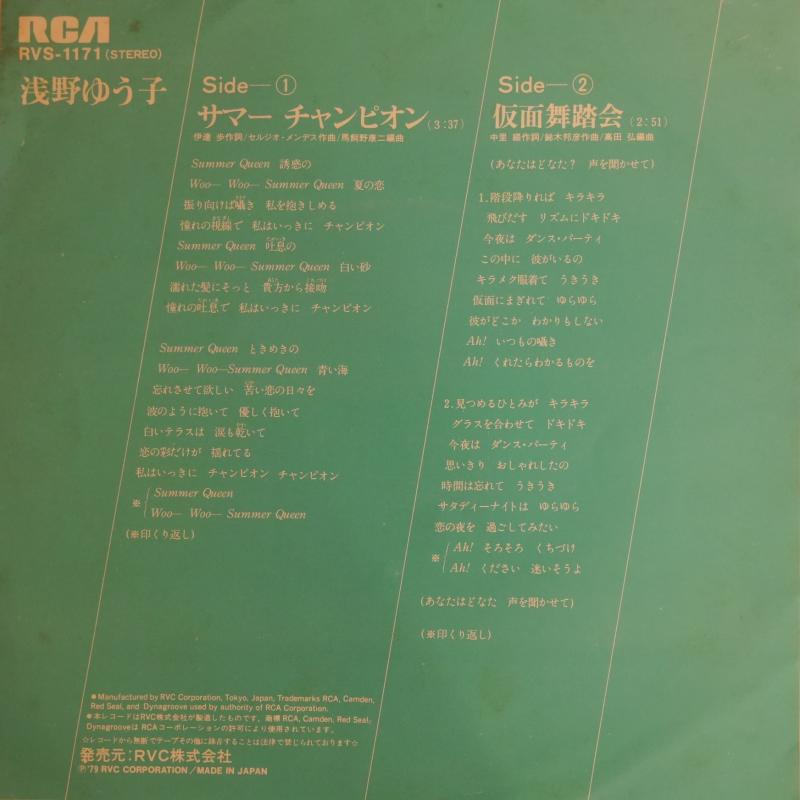 RCA
RVS-1171(STEREO)
浅野ゆう子
Side—①
サマー チャンピオン(3:37)
伊達 歩作詞/セルジオ・メンデス作曲/馬飼野康二編曲
Summer Queen 誘惑の
Woo— Woo— Summer Queen 夏の恋
振り向けば囁き 私を抱きしめる
憧れの視線で 私はいっきに チャンピオン
Summer Queen 吐息の
Woo— Woo— Summer Queen 白い砂
濡れた髪にそっと 貴方から接吻
憧れの吐息で 私はいっきに チャンピオン
Summer Queen ときめきの
Woo— Woo—Summer Queen 青い海
忘れさせて欲しい 苦い恋の日々を
波のように抱いて 優しく抱いて
白いテラスは 涙も乾いて
恋の彩だけが 揺れてる
私はいっきに チャンピオン チャンピオン
※ Summer Queen
Woo— Woo— Summer Queen
(※印くり返し)
Side—②
仮面舞踏会(2:51)
中里 綴作詞/鈴木邦彦作曲/高田 弘編曲
(あなたはどなた? 声を聞かせて)
1.階段降りれば キラキラ
飛びだす リズムにドキドキ
今夜は ダンス・パーティ
この中に 彼がいるの
キラメク服着て うきうき
仮面にまぎれて ゆらゆら
彼がどこか わかりもしない
Ah! いつもの囁き
Ah! くれたらわかるものを
2.見つめるひとみが キラキラ
グラスを合わせて ドキドキ
今夜は ダンス・パーティ
思いきり おしゃれしたの
時間は忘れて うきうき
サタディーナイトは ゆらゆら
恋の夜を 過ごしてみたい
※ Ah! そろそろ くちづけ
Ah! ください 迷いそうよ
(あなたはどなた 声を聞かせて)
(※印くり返し)
●Manufactured by RVC Corporation, Tokyo, Japan, Trademarks RCA, Camden,
Red Seal, and Dynagroove used by authority of RCA Corporation.
●本レコードはRVC株式会社が製造したものです。商標RCA, Camden, Red Seal,
DynagrooveはRCAコーポレーションの許可により使用されています。
☆レコードから無断でテープその他に録音することは法律で禁じられております☆
発売元:RVC株式会社
Ⓟ'79 RVC CORPORATION/MADE IN JAPAN